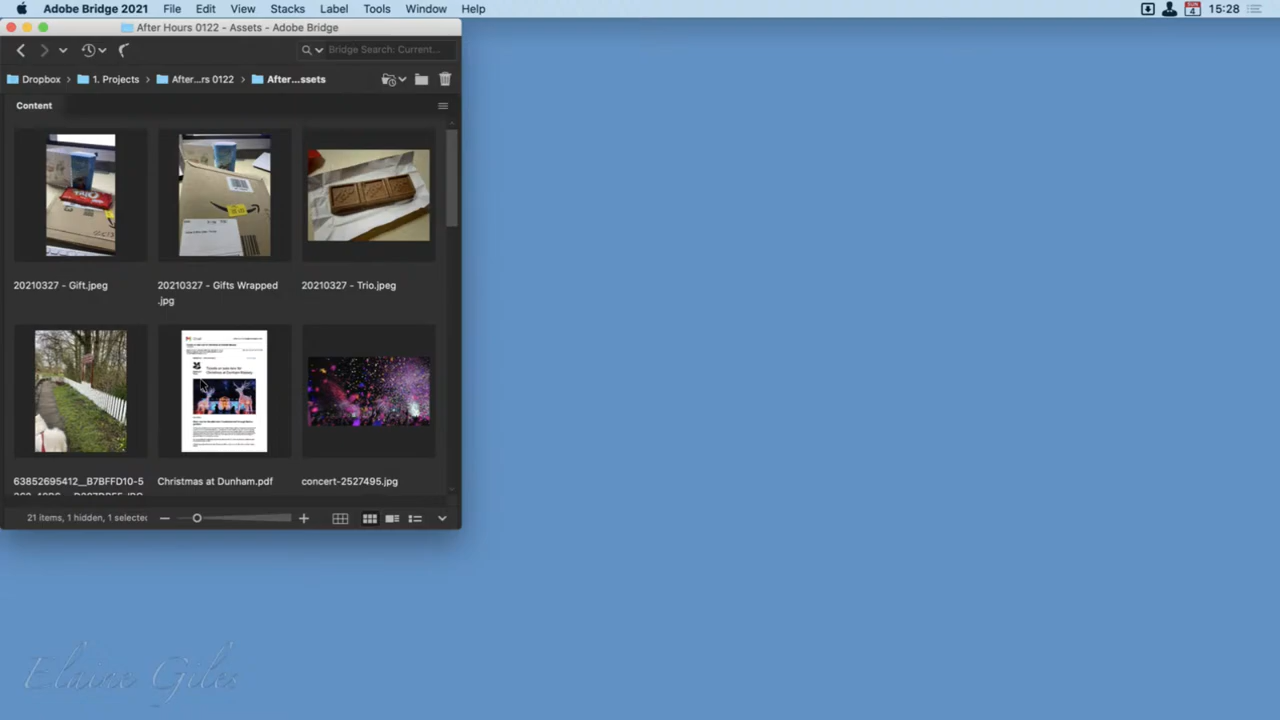 Adobe Bridge 2021 File Edit View Stacks Label Tools Window Help SUN 4 15:28
After Hours 0122 - Assets - Adobe Bridge
Bridge Search: Current...
Dropbox > 1. Projects > After...rs 0122 > After...ssets
Content
20210327 - Gift.jpeg
20210327 - Gifts Wrapped
.jpg
20210327 - Trio.jpeg
63852695412__B7BFFD10-5
Christmas at Dunham.pdf
concert-2527495.jpg
21 items, 1 hidden, 1 selected
Elaine Giles